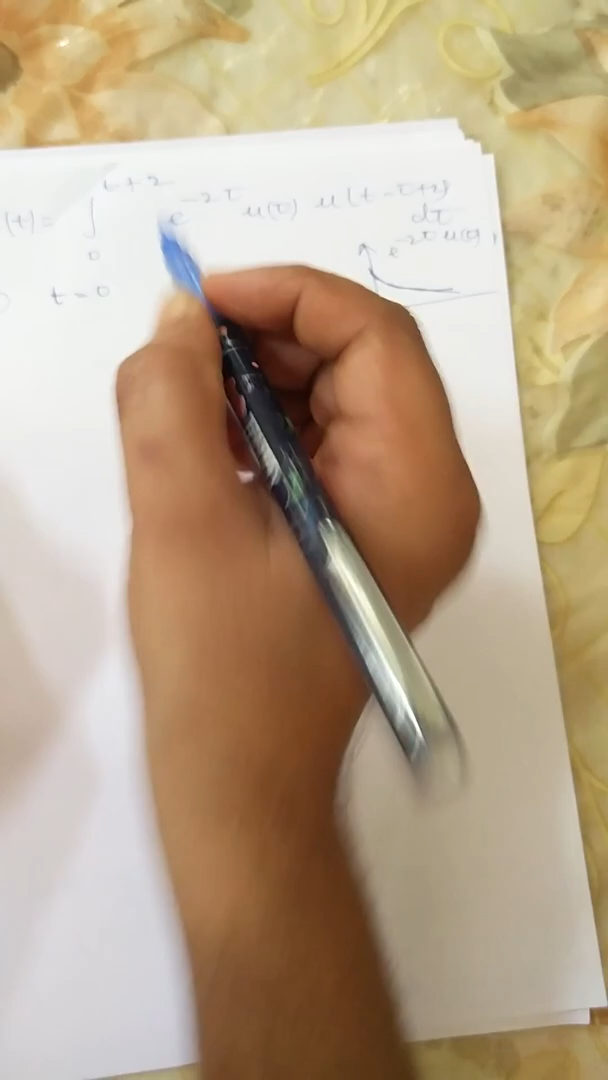 (t) = ∫₀^{t+2} e^{-2τ} u(τ) u(t-τ+2) dτ
e^{-2τ} u(τ)
t = 0